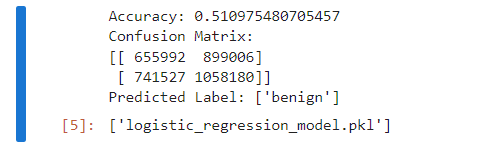 Accuracy: 0.510975480705457
Confusion Matrix:
[[ 655992  899006]
 [ 741527 1058180]]
Predicted Label: ['benign']
[5]: ['logistic_regression_model.pkl']